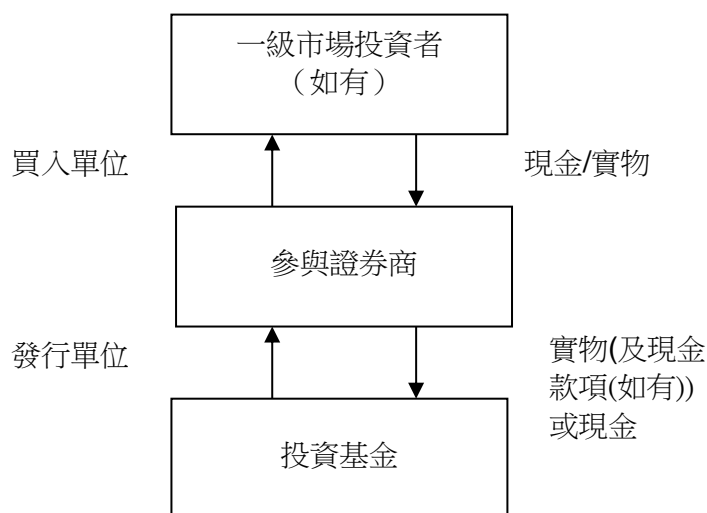 一級市場投資者
（如有）
買入單位
現金/實物
參與證券商
發行單位
實物(及現金
款項(如有))
或現金
投資基金